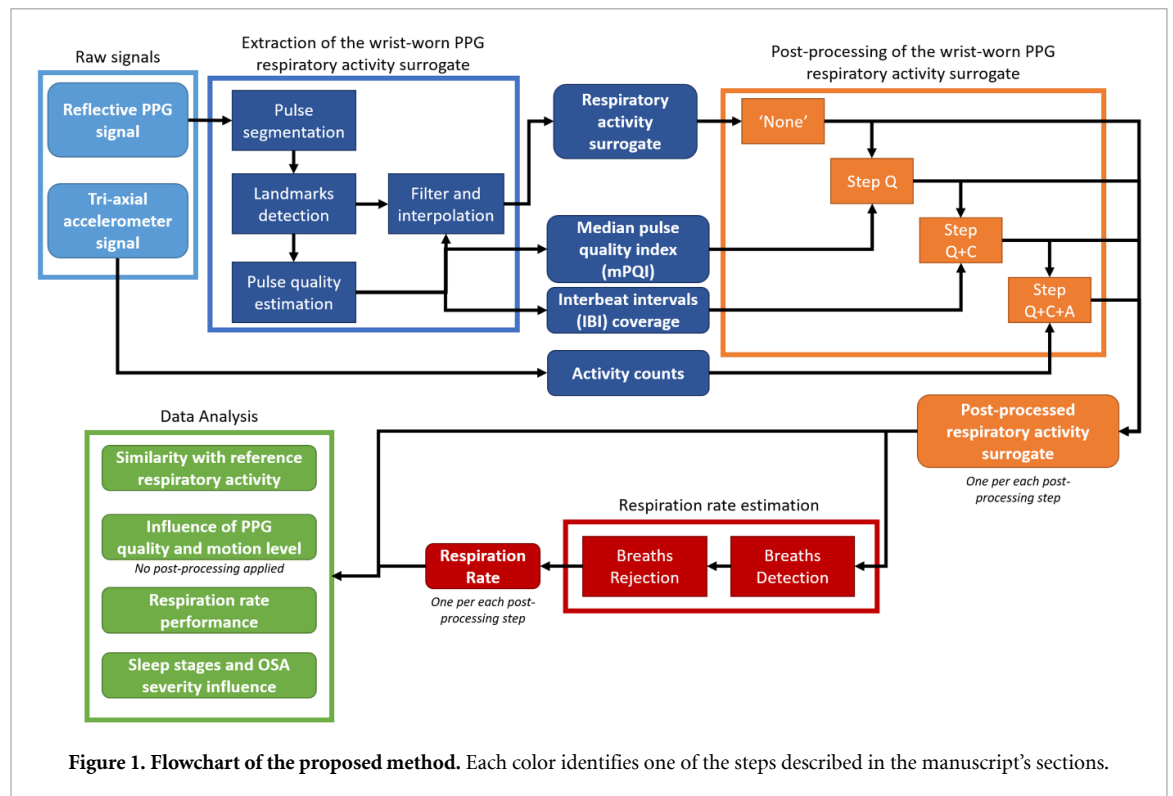 Raw signals
Reflective PPG
signal
Tri-axial
accelerometer
signal
Extraction of the wrist-worn PPG
respiratory activity surrogate
Pulse
segmentation
Landmarks
detection
Filter and
interpolation
Pulse quality
estimation
Respiratory
activity
surrogate
Median pulse
quality index
(mPQI)
Interbeat intervals
(IBI) coverage
Activity counts
Post-processing of the wrist-worn PPG
respiratory activity surrogate
‘None’
Step Q
Step
Q+C
Step
Q+C+A
Post-processed
respiratory activity
surrogate
One per each post-
processing step
Respiration rate estimation
Breaths
Detection
Breaths
Rejection
Respiration
Rate
One per each post-
processing step
Data Analysis
Similarity with reference
respiratory activity
Influence of PPG
quality and motion level
No post-processing applied
Respiration rate
performance
Sleep stages and OSA
severity influence
Figure 1. Flowchart of the proposed method. Each color identifies one of the steps described in the manuscript’s sections.